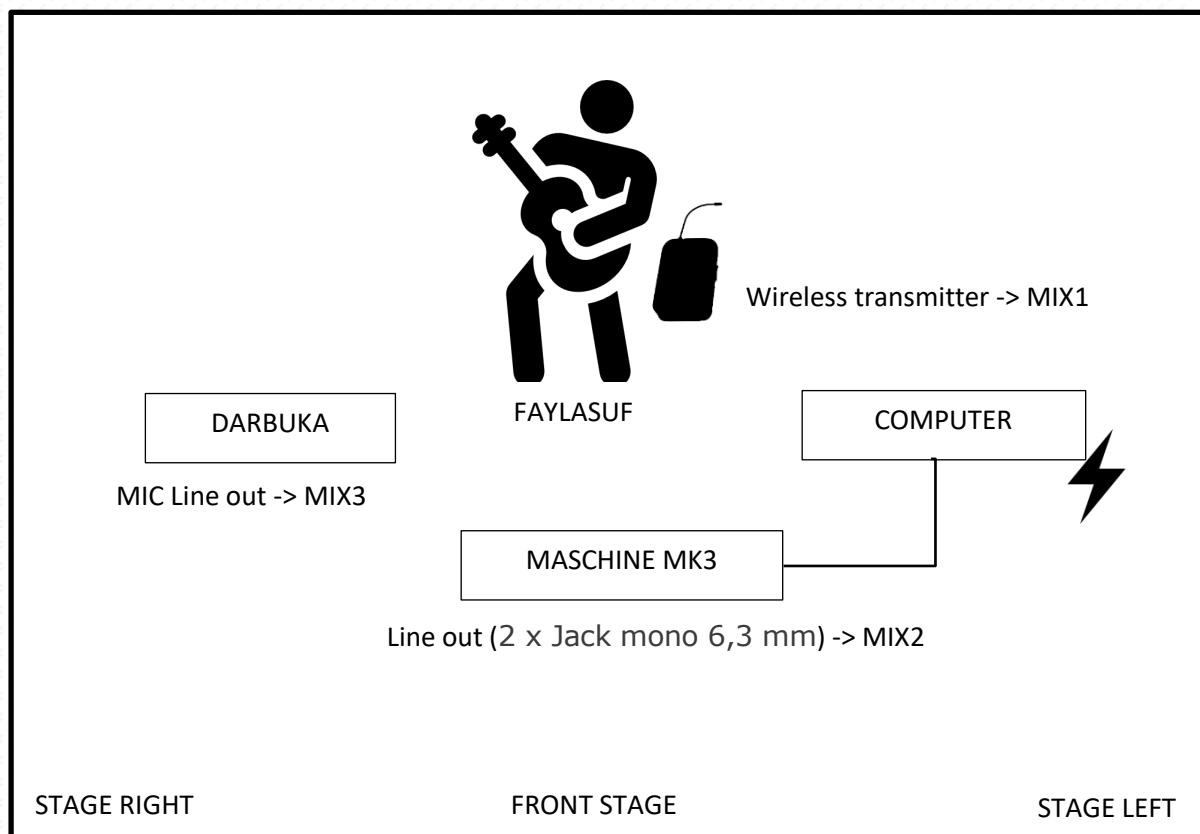 Wireless transmitter -> MIX1
FAYLASUF
DARBUKA
COMPUTER
MIC Line out -> MIX3
MASCHINE MK3
Line out (2 x Jack mono 6,3 mm) -> MIX2
STAGE RIGHT
FRONT STAGE
STAGE LEFT